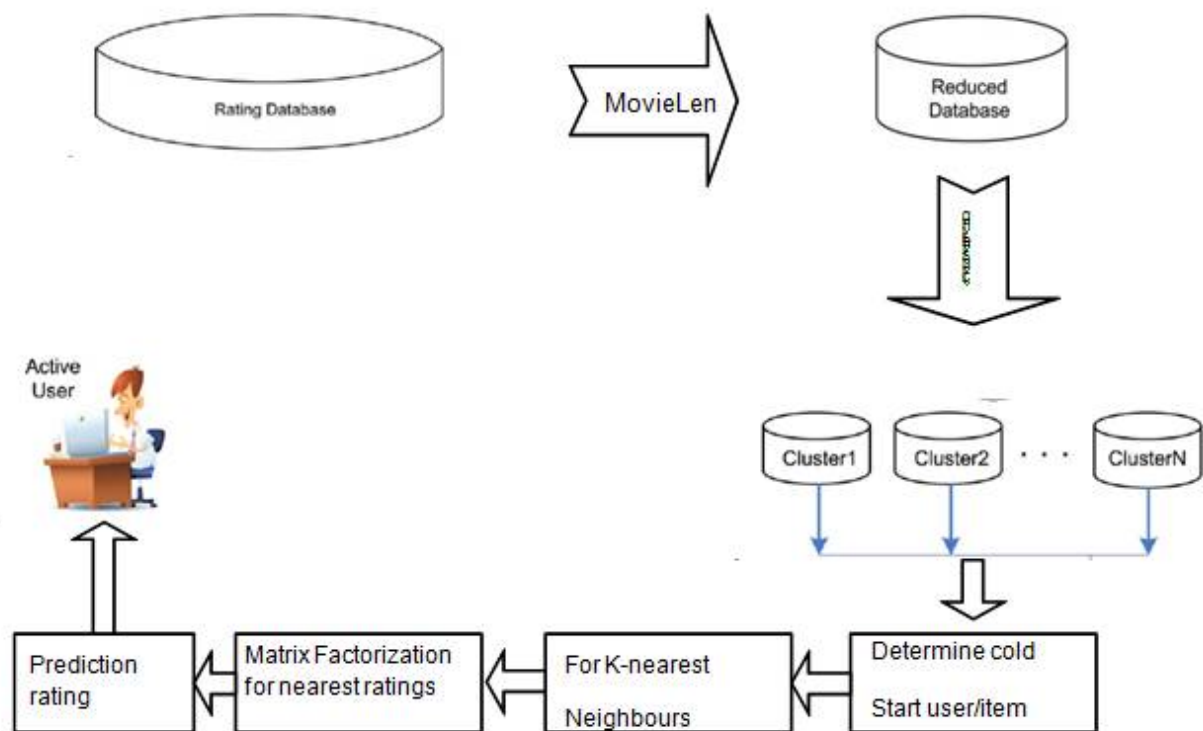 Rating Database
MovieLen
Reduced
Database
Active
User
Cluster1
Cluster2
. . .
ClusterN
Determine cold
Start user/item
For K-nearest
Neighbours
Matrix Factorization
for nearest ratings
Prediction
rating